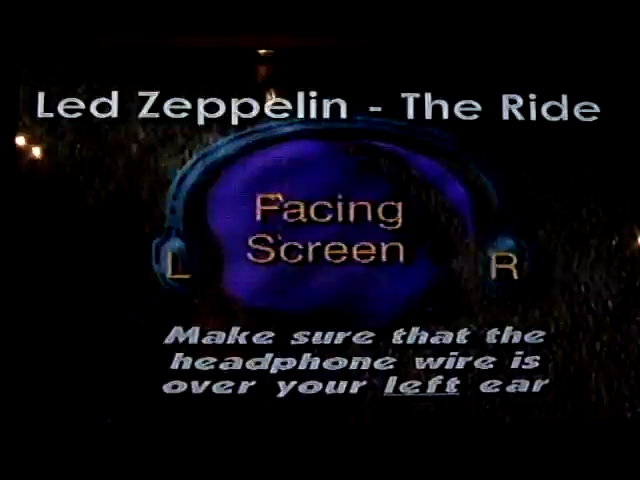 Led Zeppelin - The Ride
Facing
Screen
L
R
Make sure that the
headphone wire is
over your left ear